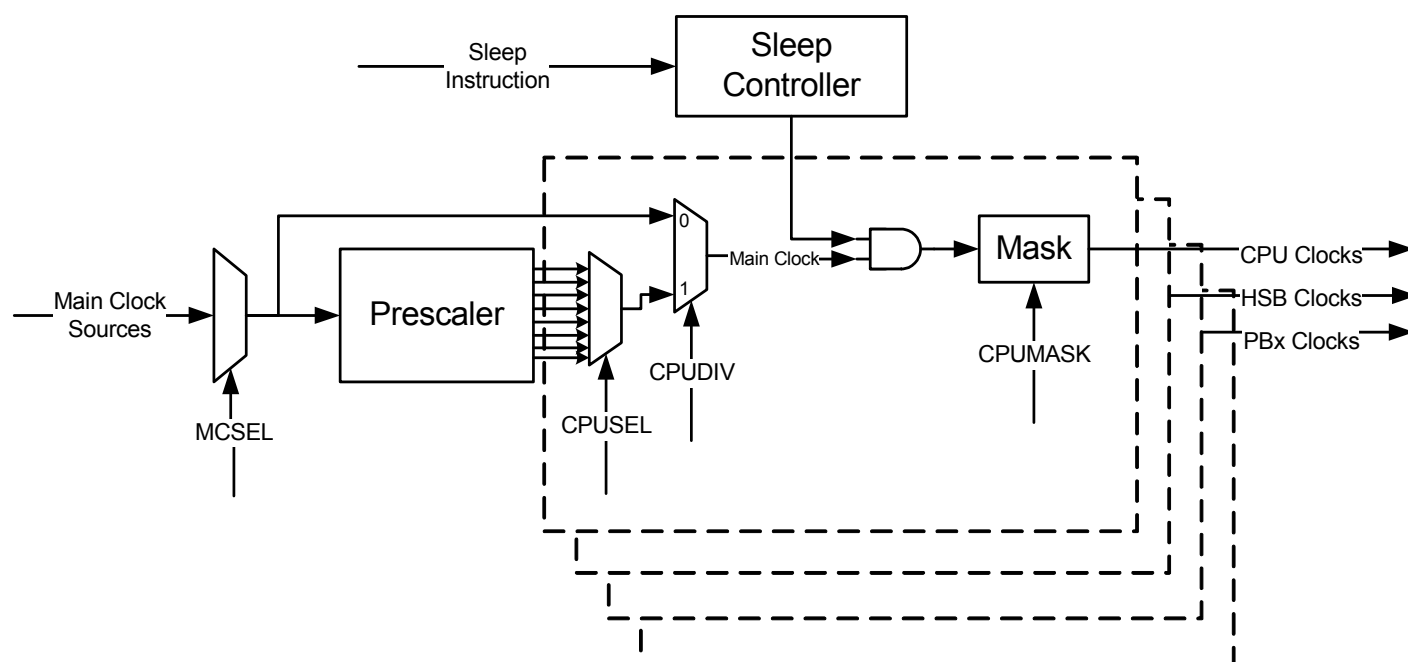 Sleep
Controller
Sleep
Instruction
0
Main Clock
1
Main Clock
Sources
Prescaler
Mask
CPU Clocks
HSB Clocks
PBx Clocks
MCSEL
CPUSEL
CPUDIV
CPUMASK